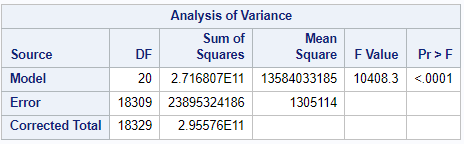 Analysis of Variance
Source DF Sum of Squares Mean Square F Value Pr > F
Model 20 2.716807E11 13584033185 10408.3 <.0001
Error 18309 23895324186 1305114
Corrected Total 18329 2.95576E11